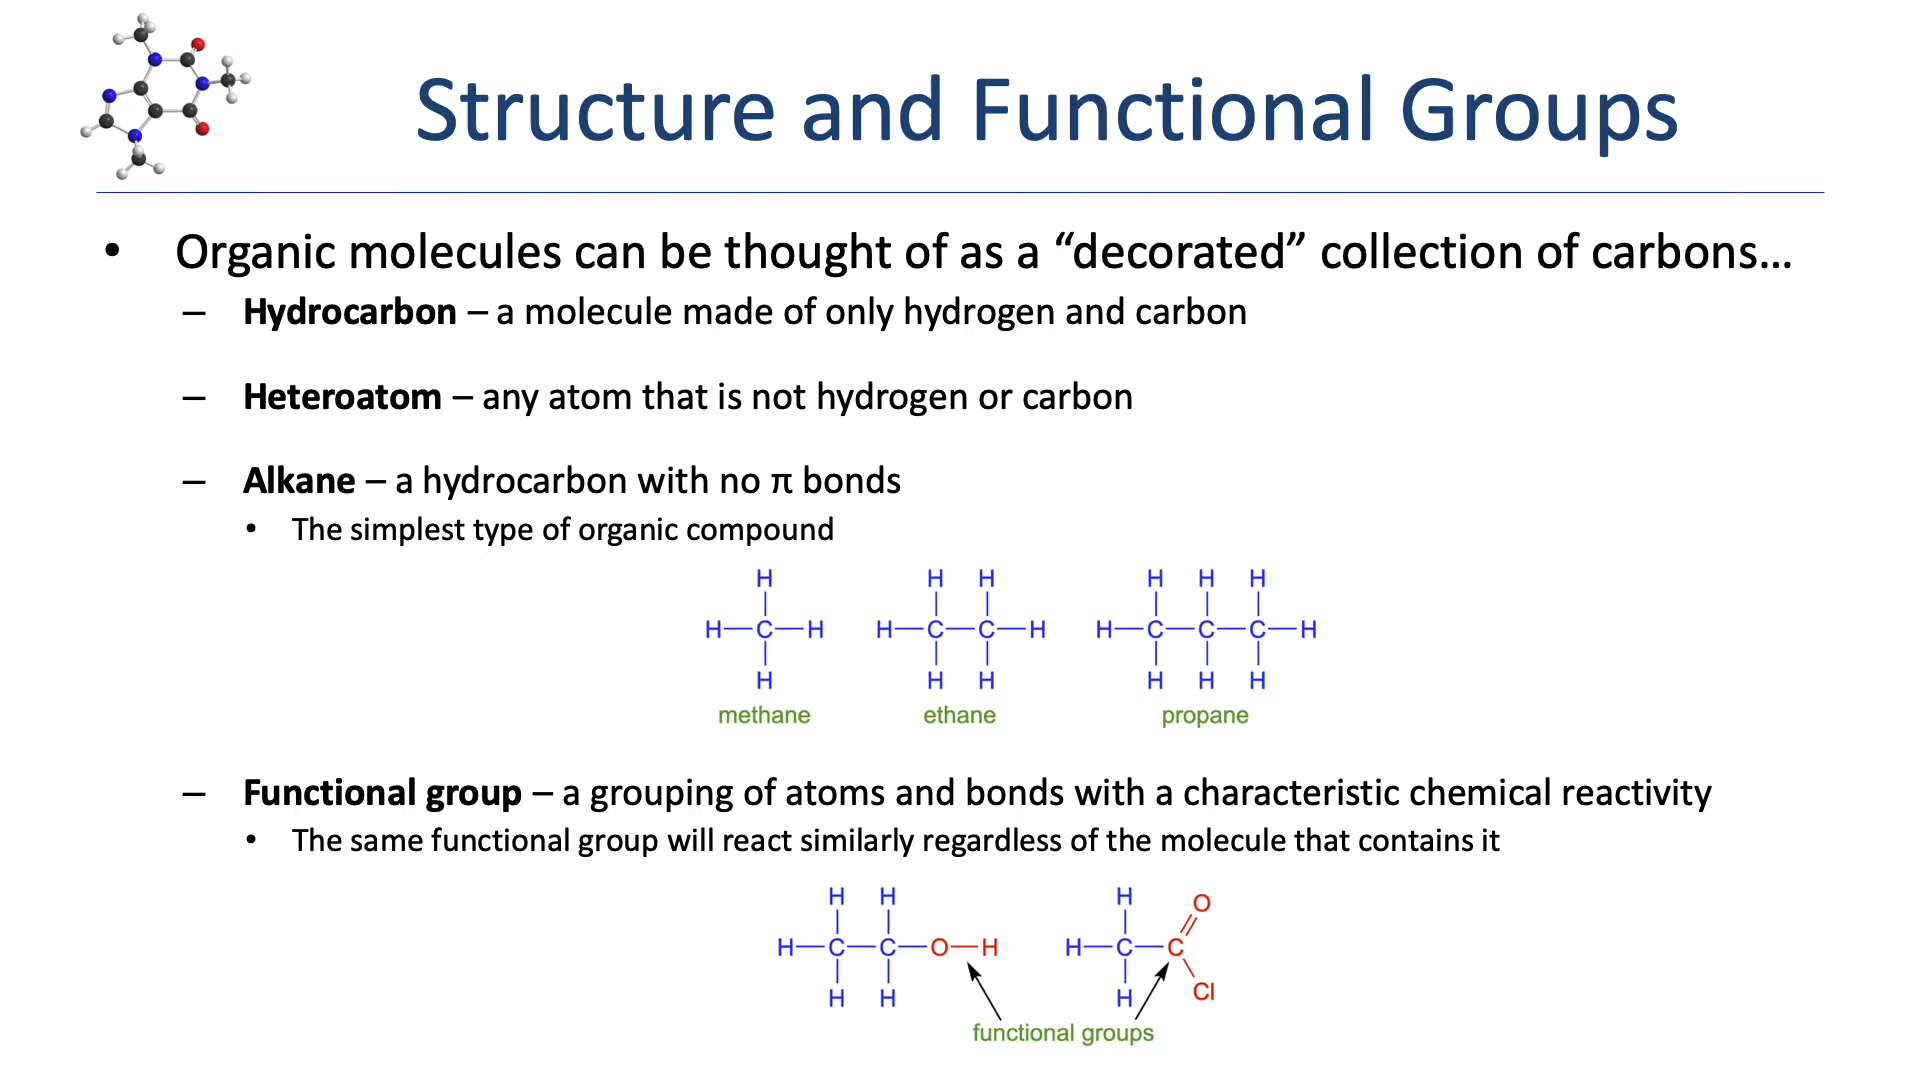 Structure and Functional Groups
• Organic molecules can be thought of as a “decorated” collection of carbons…
– Hydrocarbon – a molecule made of only hydrogen and carbon
– Heteroatom – any atom that is not hydrogen or carbon
– Alkane – a hydrocarbon with no π bonds
• The simplest type of organic compound
H H H H H H
H C H H C C H H C C C H
H H H H H H
methane ethane propane
– Functional group – a grouping of atoms and bonds with a characteristic chemical reactivity
• The same functional group will react similarly regardless of the molecule that contains it
H H H O
H C C O H H C C
H H H Cl
functional groups